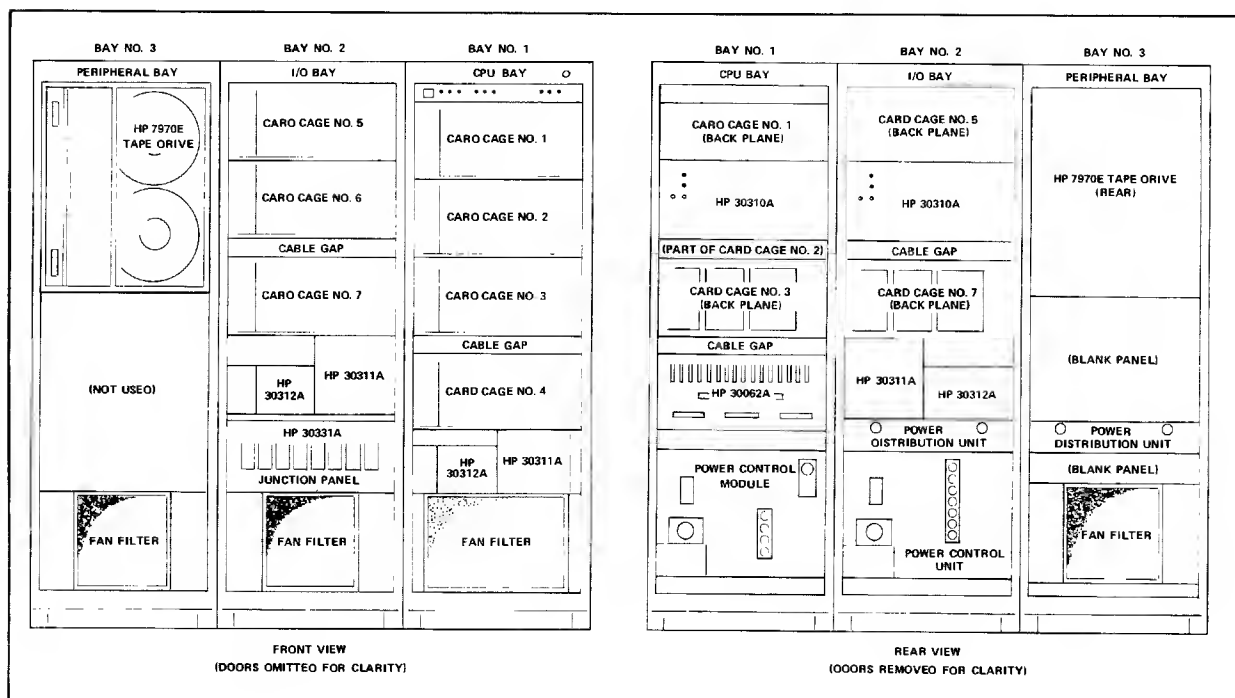 BAY NO. 3
BAY NO. 2
BAY NO. 1
PERIPHERAL BAY
I/O BAY
CPU BAY
HP 7970E
TAPE ORIVE
(NOT USEO)
FAN FILTER
CARO CAGE NO. 5
CARO CAGE NO. 6
CABLE GAP
CARO CAGE NO. 7
HP
30312A
HP 30311A
HP 30331A
JUNCTION PANEL
FAN FILTER
CARO CAGE NO. 1
CARO CAGE NO. 2
CARO CAGE NO. 3
CABLE GAP
CARD CAGE NO. 4
HP
30312A
HP 30311A
FAN FILTER
FRONT VIEW
(DOORS OMITTEO FOR CLARITY)
BAY NO. 1
BAY NO. 2
BAY NO. 3
CPU BAY
I/O BAY
PERIPHERAL BAY
CARO CAGE NO. 1
(BACK PLANE)
HP 30310A
(PART OF CARD CAGE NO. 2)
CARD CAGE NO. 3
(BACK PLANE)
CABLE GAP
HP 30062A
POWER CONTROL
MODULE
CARD CAGE NO. 5
(BACK PLANE)
HP 30310A
CABLE GAP
CARD CAGE NO. 7
(BACK PLANE)
HP 30311A
HP 30312A
POWER
OISTRIBUTION UNIT
POWER CONTROL
UNIT
HP 7970E TAPE ORIVE
(REAR)
(BLANK PANEL)
POWER
DISTRIBUTION UNIT
(BLANK PANEL)
FAN FILTER
REAR VIEW
(OOORS REMOVED FOR CLARITY)